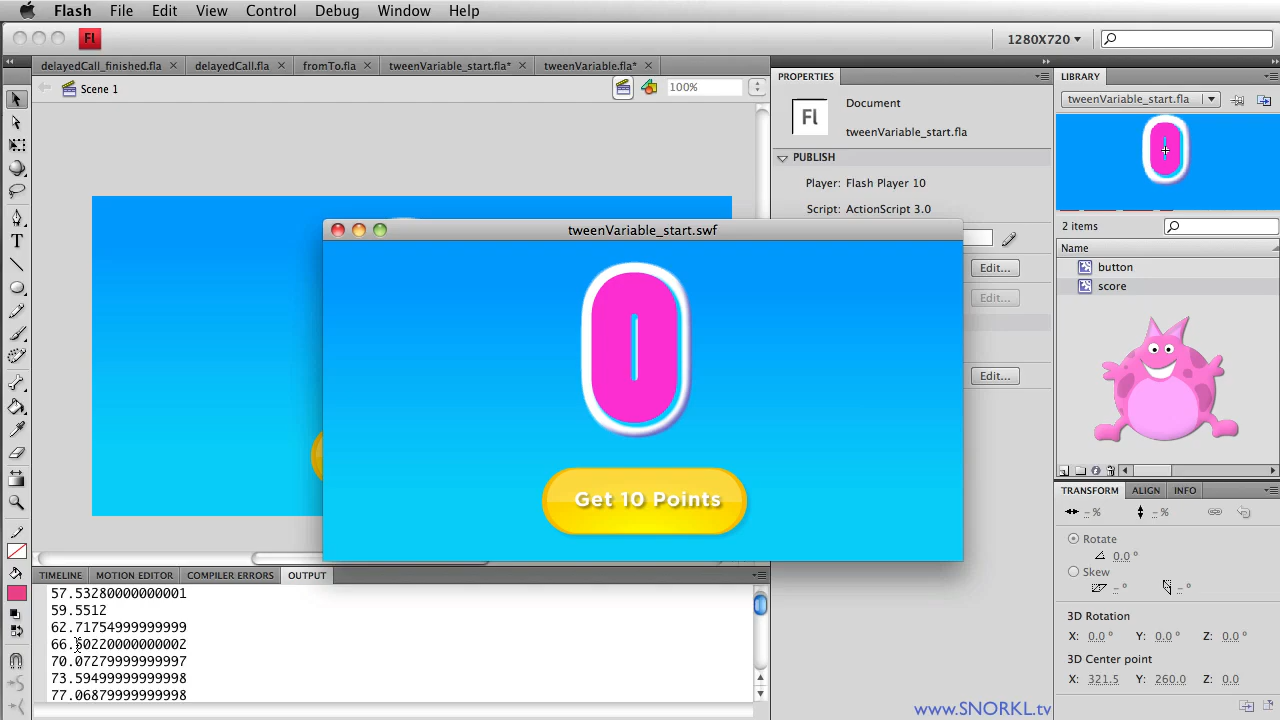 Flash File Edit View Control Debug Window Help
Fl 1280X720
delayedCall_finished.fla delayedCall.fla fromTo.fla tweenVariable_start.fla* tweenVariable.fla*
Scene 1 100%
PROPERTIES
Fl Document
tweenVariable_start.fla
PUBLISH
Player: Flash Player 10
Script: ActionScript 3.0
Edit...
Edit...
Edit...
LIBRARY
tweenVariable_start.fla
0
2 items
Name
button
score
tweenVariable_start.swf
0
Get 10 Points
TRANSFORM ALIGN INFO
- % - %
Rotate
0.0°
Skew
-° -°
3D Rotation
X: 0.0° Y: 0.0° Z: 0.0°
3D Center point
X: 321.5 Y: 260.0 Z: 0.0
TIMELINE MOTION EDITOR COMPILER ERRORS OUTPUT
57.53280000000001
59.5512
62.71754999999999
66.60220000000002
70.07279999999997
73.59499999999998
77.06879999999998
www.SNORKL.tv